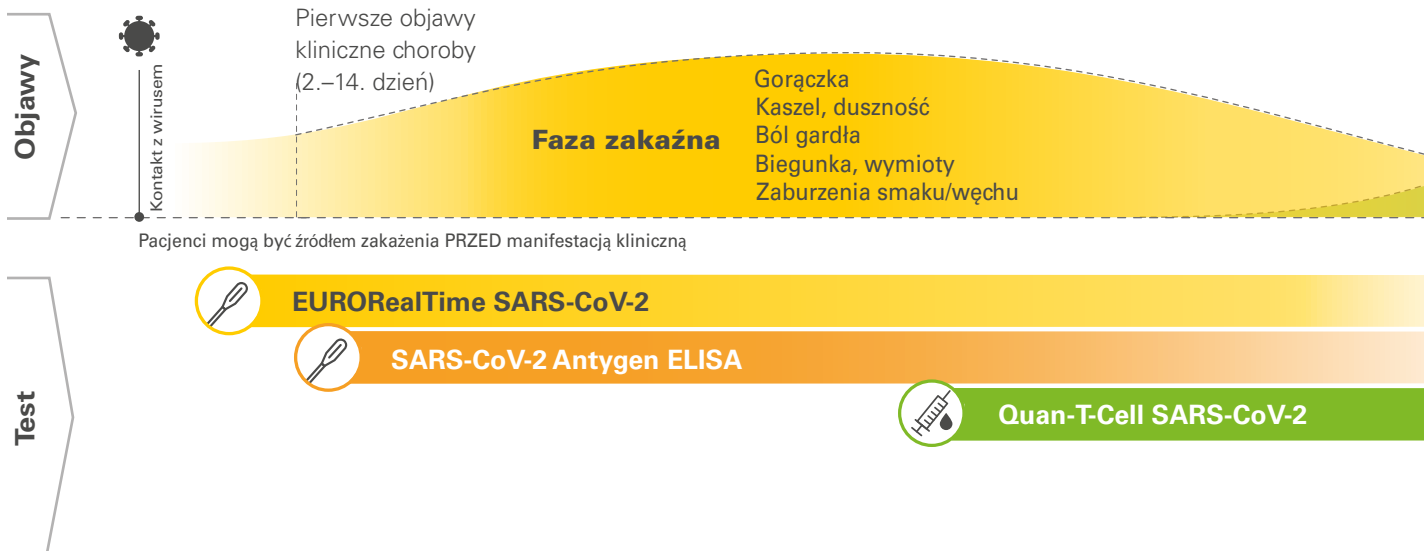 Objawy
Kontakt z wirusem
Pierwsze objawy
kliniczne choroby
(2.–14. dzień)
Faza zakaźna
Gorączka
Kaszel, duszność
Ból gardła
Biegunka, wymioty
Zaburzenia smaku/węchu
Pacjenci mogą być źródłem zakażenia PRZED manifestacją kliniczną
Test
EURORealTime SARS-CoV-2
SARS-CoV-2 Antygen ELISA
Quan-T-Cell SARS-CoV-2